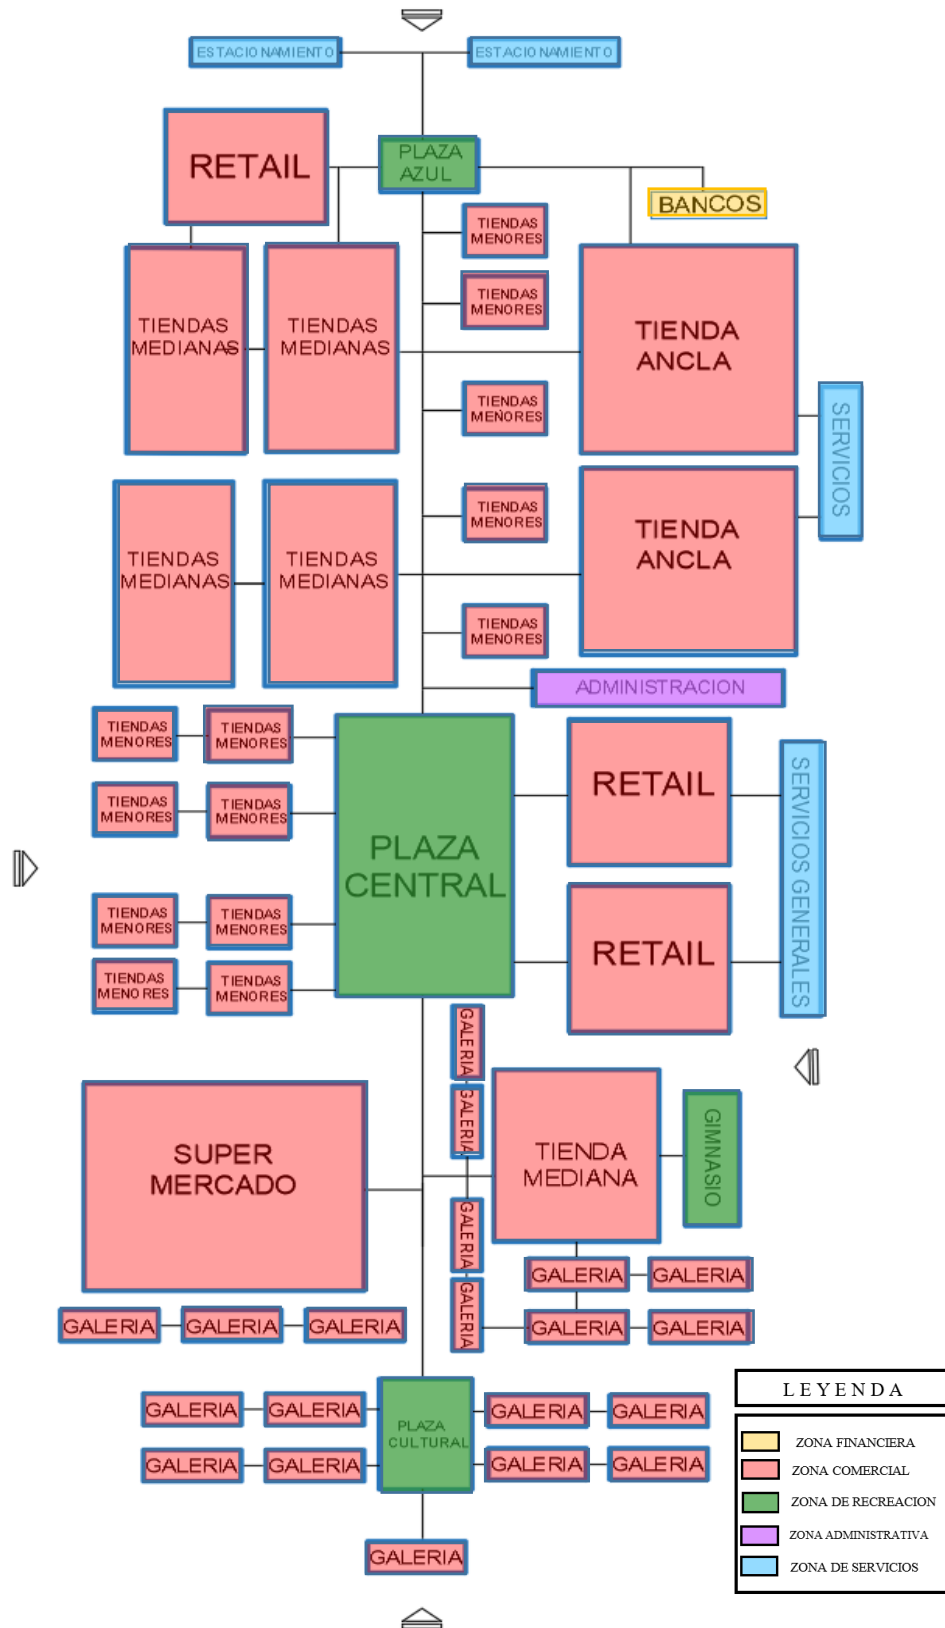 ESTACIONAMIENTO
ESTACIONAMIENTO
RETAIL
PLAZA
AZUL
BANCOS
TIENDAS
MENORES
TIENDAS
MEDIANAS
TIENDAS
MEDIANAS
TIENDAS
MENORES
TIENDA
ANCLA
TIENDAS
MENORES
SERVICIOS
TIENDAS
MEDIANAS
TIENDAS
MEDIANAS
TIENDAS
MENORES
TIENDA
ANCLA
TIENDAS
MENORES
ADMINISTRACION
TIENDAS
MENORES
TIENDAS
MENORES
RETAIL
TIENDAS
MENORES
TIENDAS
MENORES
PLAZA
CENTRAL
SERVICIOS GENERALES
TIENDAS
MENORES
TIENDAS
MENORES
RETAIL
TIENDAS
MENORES
TIENDAS
MENORES
GALERIA
GALERIA
SUPER
MERCADO
TIENDA
MEDIANA
GIMNASIO
GALERIA
GALERIA
GALERIA
GALERIA
GALERIA
GALERIA
GALERIA
GALERIA
GALERIA
GALERIA
GALERIA
PLAZA
CULTURAL
GALERIA
GALERIA
GALERIA
GALERIA
GALERIA
GALERIA
GALERIA
LEYENDA
ZONA FINANCIERA
ZONA COMERCIAL
ZONA DE RECREACION
ZONA ADMINISTRATIVA
ZONA DE SERVICIOS